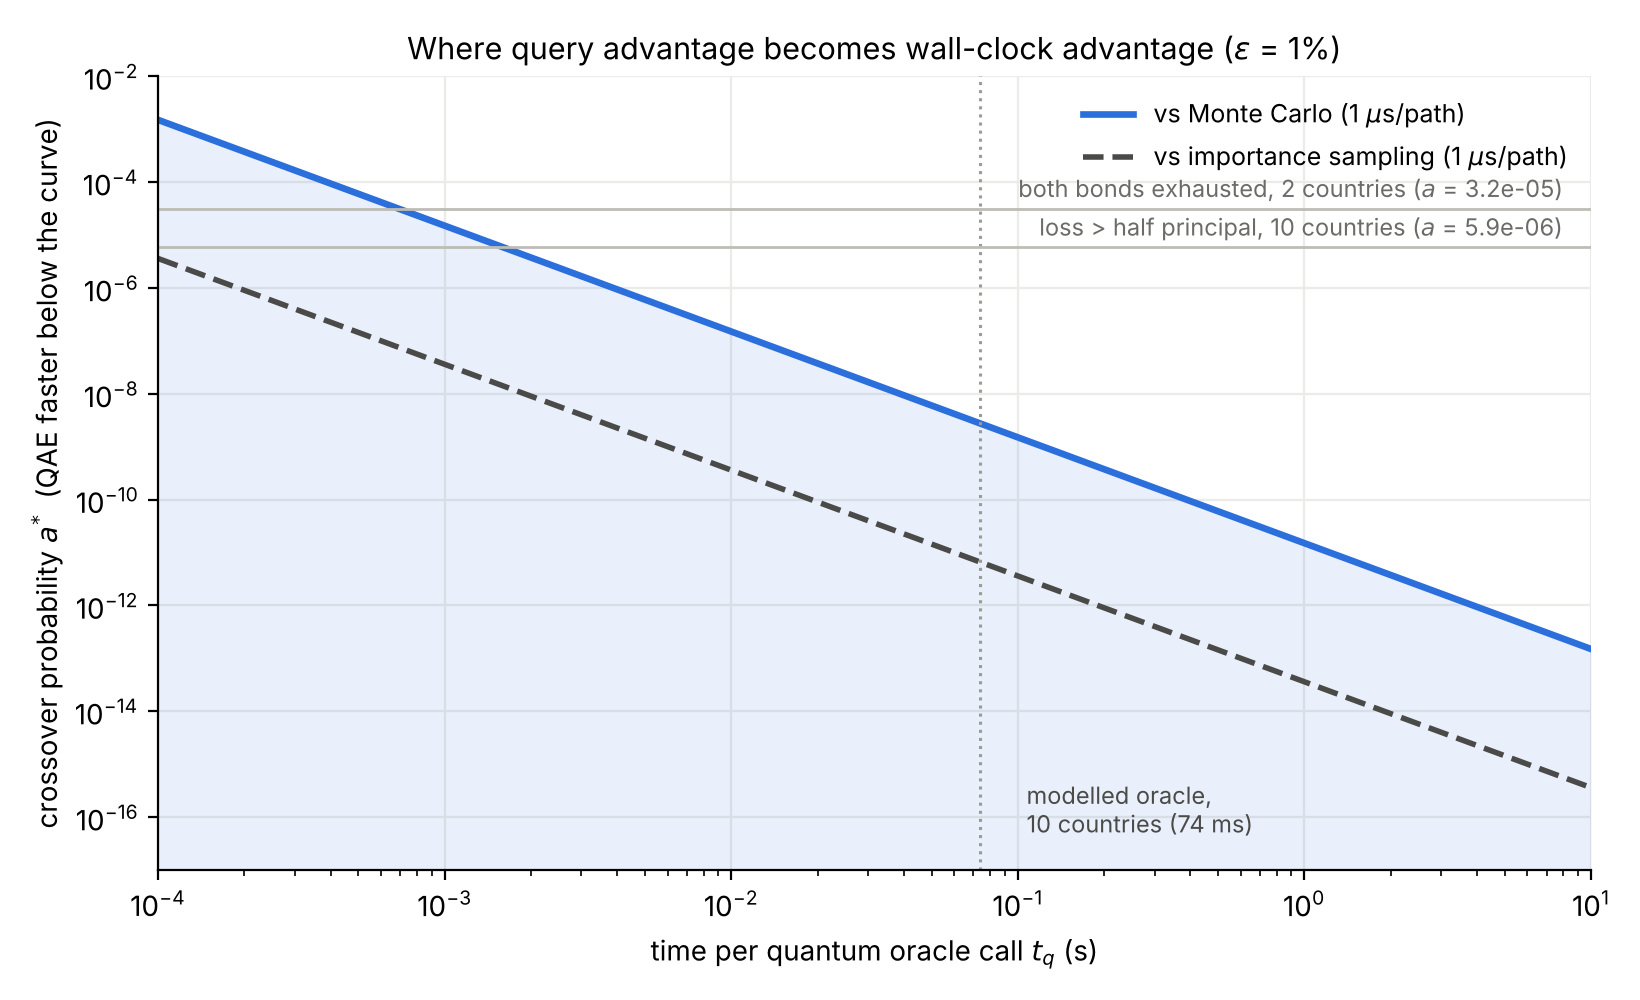 Where query advantage becomes wall-clock advantage (ε = 1%)
crossover probability a* (QAE faster below the curve)
10⁻²
10⁻⁴
10⁻⁶
10⁻⁸
10⁻¹⁰
10⁻¹²
10⁻¹⁴
10⁻¹⁶
vs Monte Carlo (1 μs/path)
vs importance sampling (1 μs/path)
both bonds exhausted, 2 countries (a = 3.2e-05)
loss > half principal, 10 countries (a = 5.9e-06)
modelled oracle,
10 countries (74 ms)
10⁻⁴ 10⁻³ 10⁻² 10⁻¹ 10⁰ 10¹
time per quantum oracle call t_q (s)